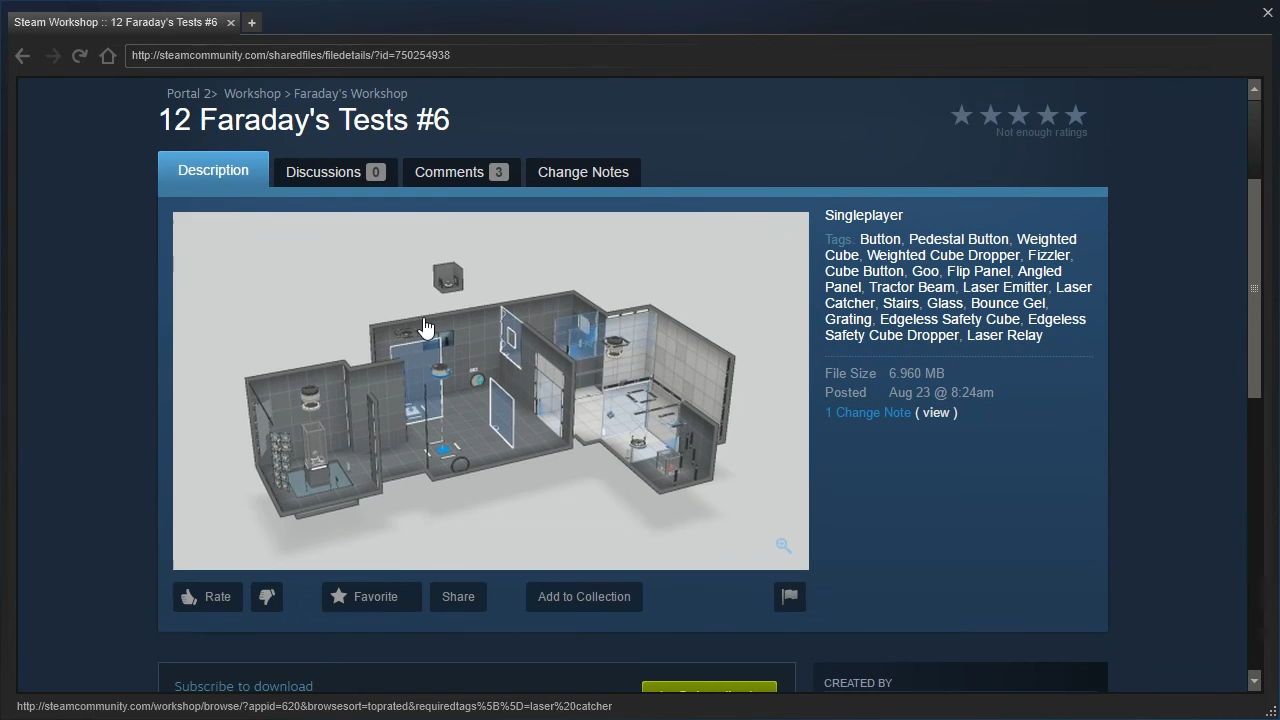 Steam Workshop :: 12 Faraday's Tests #6
http://steamcommunity.com/sharedfiles/filedetails/?id=750254938
Portal 2> Workshop > Faraday's Workshop
12 Faraday's Tests #6
Not enough ratings
Description
Discussions 0
Comments 3
Change Notes
Singleplayer
Tags: Button, Pedestal Button, Weighted
Cube, Weighted Cube Dropper, Fizzler,
Cube Button, Goo, Flip Panel, Angled
Panel, Tractor Beam, Laser Emitter, Laser
Catcher, Stairs, Glass, Bounce Gel,
Grating, Edgeless Safety Cube, Edgeless
Safety Cube Dropper, Laser Relay
File Size 6.960 MB
Posted Aug 23 @ 8:24am
1 Change Note ( view )
Rate
Favorite
Share
Add to Collection
Subscribe to download
CREATED BY
http://steamcommunity.com/workshop/browse/?appid=620&browsesort=toprated&requiredtags%5B%5D=laser%20catcher